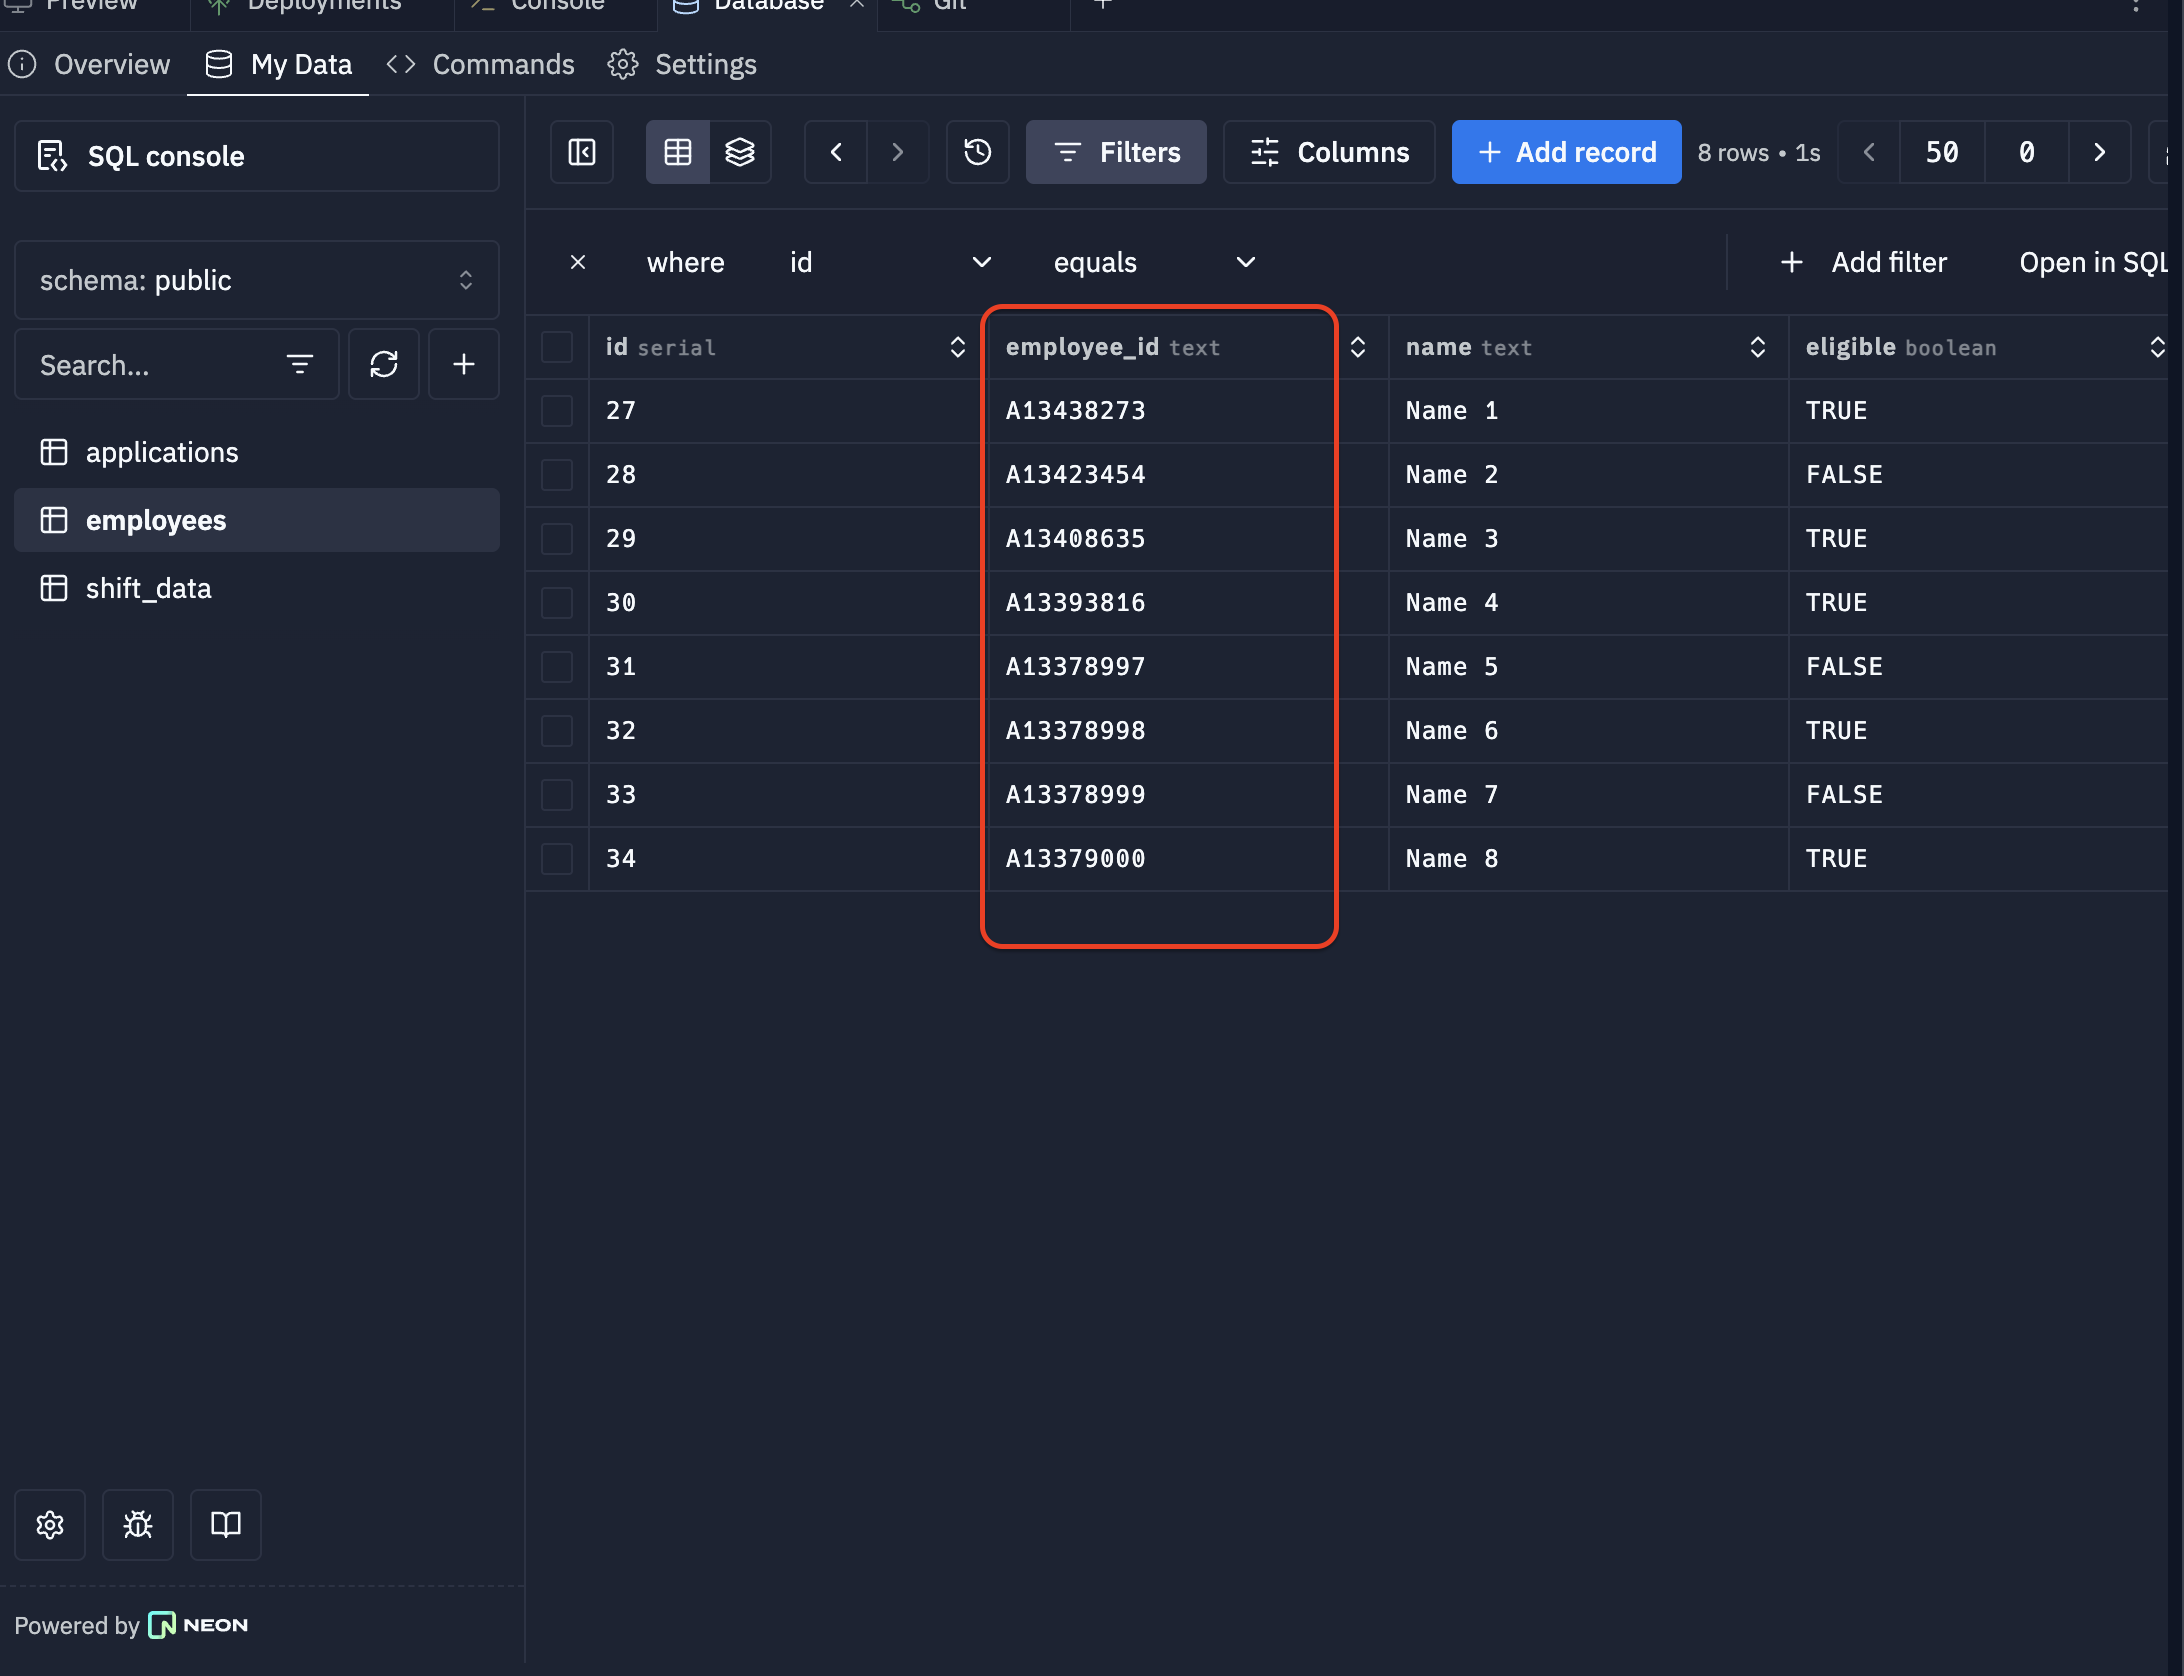 Preview Deployments Console Database Git
Overview My Data Commands Settings
SQL console
Filters Columns Add record 8 rows • 1s 50 0
schema: public
where id equals Add filter Open in SQL
Search...
id serial employee_id text name text eligible boolean
27 A13438273 Name 1 TRUE
28 A13423454 Name 2 FALSE
29 A13408635 Name 3 TRUE
30 A13393816 Name 4 TRUE
31 A13378997 Name 5 FALSE
32 A13378998 Name 6 TRUE
33 A13378999 Name 7 FALSE
34 A13379000 Name 8 TRUE
applications
employees
shift_data
Powered by NEON